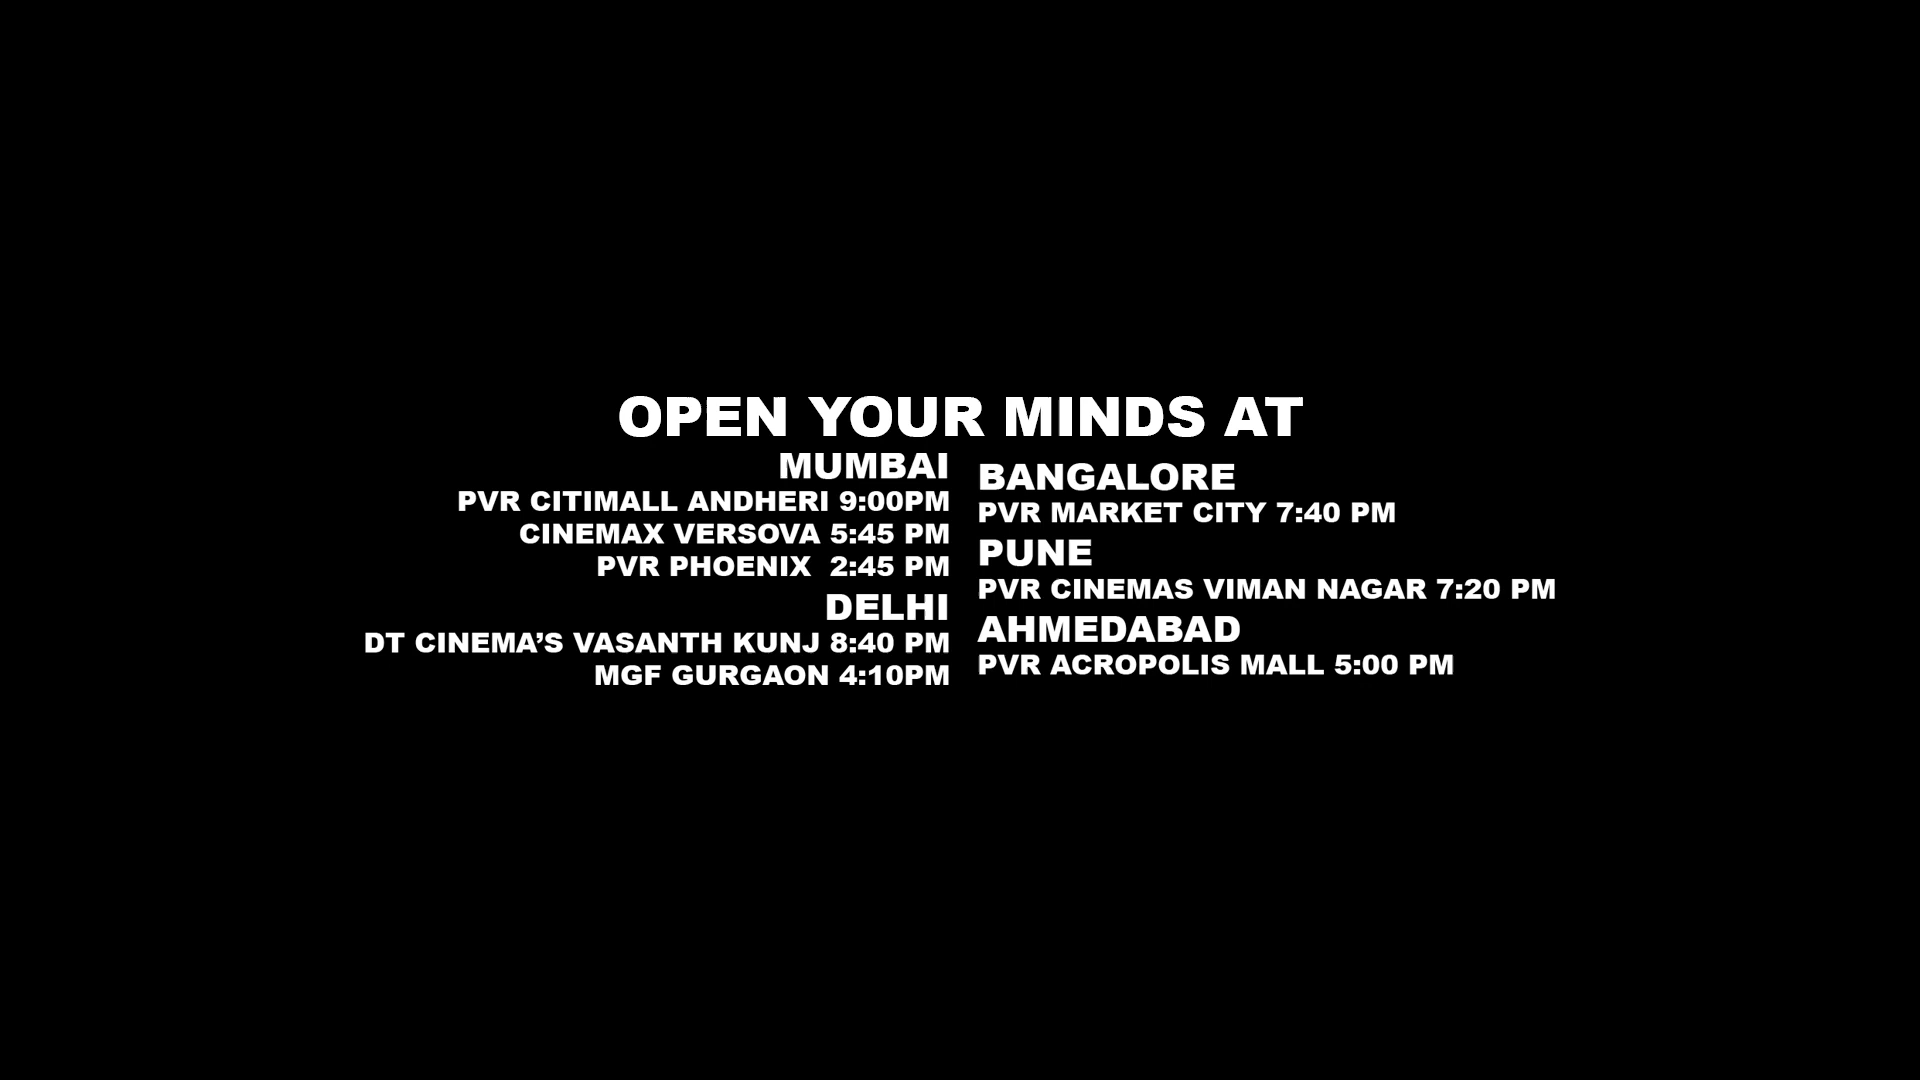 OPEN YOUR MINDS AT
MUMBAI
PVR CITIMALL ANDHERI 9:00PM
CINEMAX VERSOVA 5:45 PM
PVR PHOENIX  2:45 PM
DELHI
DT CINEMA’S VASANTH KUNJ 8:40 PM
MGF GURGAON 4:10PM
BANGALORE
PVR MARKET CITY 7:40 PM
PUNE
PVR CINEMAS VIMAN NAGAR 7:20 PM
AHMEDABAD
PVR ACROPOLIS MALL 5:00 PM